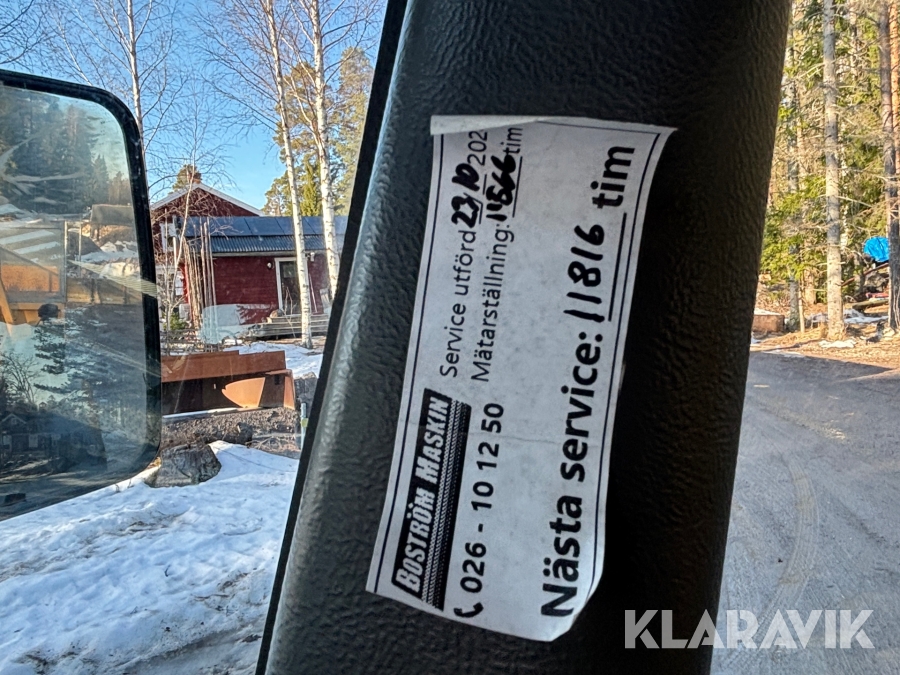 Service utförd 23/10 202
Mätarställning: 11566 tim
BOSTRÖM MASKIN
026 - 10 12 50
Nästa service: 11816 tim
KLARAVIK